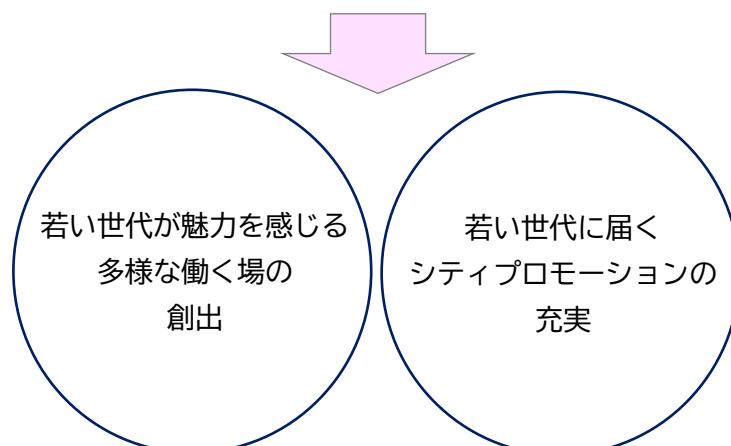 若い世代が魅力を感じる
多様な働く場の
創出
若い世代に届く
シティプロモーションの
充実